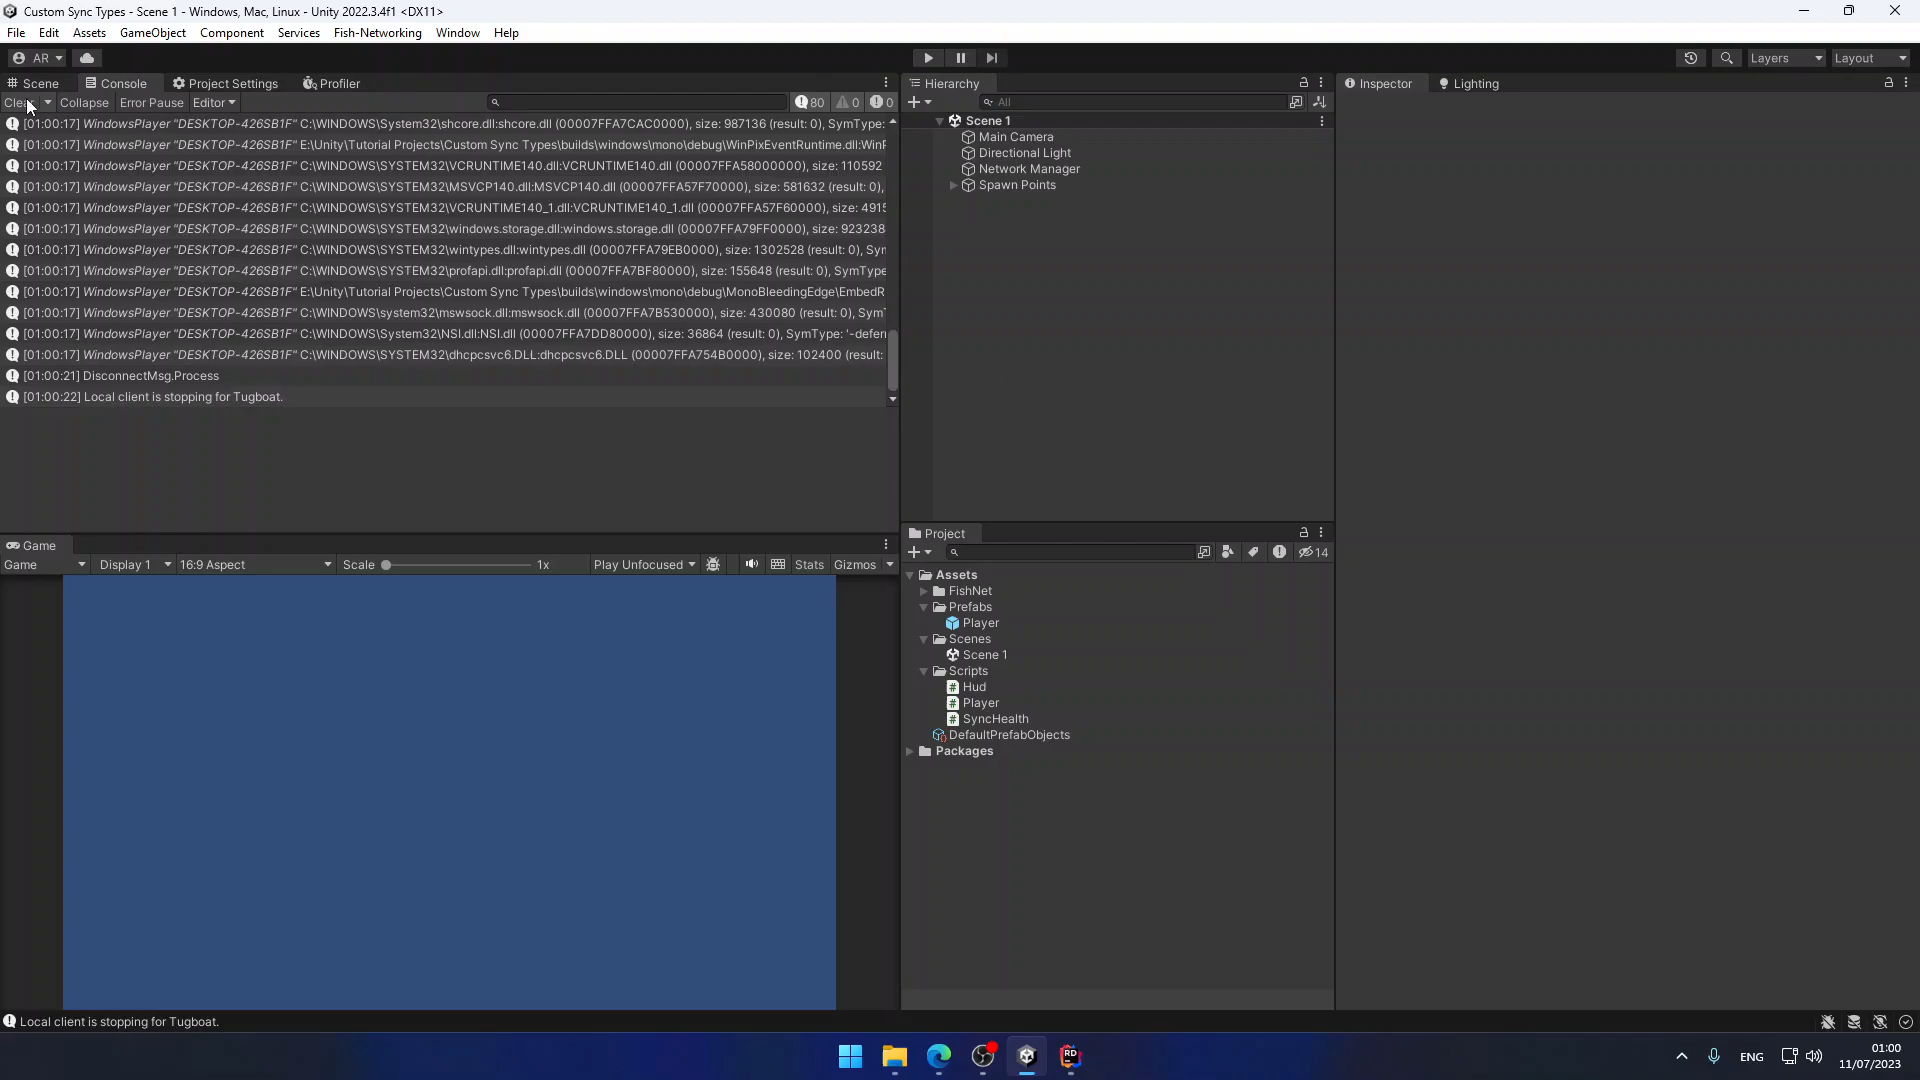 Custom Sync Types - Scene 1 - Windows, Mac, Linux - Unity 2022.3.4f1 <DX11>
File Edit Assets GameObject Component Services Fish-Networking Window Help
AR Layers Layout
Scene Console Project Settings Profiler
Clear Collapse Error Pause Editor 80 0 0
[01:00:17] WindowsPlayer "DESKTOP-426SB1F" C:\WINDOWS\System32\shcore.dll:shcore.dll (00007FFA7CAC0000), size: 987136 (result: 0), SymType:
[01:00:17] WindowsPlayer "DESKTOP-426SB1F" E:\Unity\Tutorial Projects\Custom Sync Types\builds\windows\mono\debug\WinPixEventRuntime.dll:WinP
[01:00:17] WindowsPlayer "DESKTOP-426SB1F" C:\WINDOWS\SYSTEM32\VCRUNTIME140.dll:VCRUNTIME140.dll (00007FFA58000000), size: 110592
[01:00:17] WindowsPlayer "DESKTOP-426SB1F" C:\WINDOWS\SYSTEM32\MSVCP140.dll:MSVCP140.dll (00007FFA57F70000), size: 581632 (result: 0),
[01:00:17] WindowsPlayer "DESKTOP-426SB1F" C:\WINDOWS\SYSTEM32\VCRUNTIME140_1.dll:VCRUNTIME140_1.dll (00007FFA57F60000), size: 4915
[01:00:17] WindowsPlayer "DESKTOP-426SB1F" C:\WINDOWS\SYSTEM32\windows.storage.dll:windows.storage.dll (00007FFA79FF0000), size: 923238
[01:00:17] WindowsPlayer "DESKTOP-426SB1F" C:\WINDOWS\SYSTEM32\wintypes.dll:wintypes.dll (00007FFA79EB0000), size: 1302528 (result: 0), Syn
[01:00:17] WindowsPlayer "DESKTOP-426SB1F" C:\WINDOWS\SYSTEM32\profapi.dll:profapi.dll (00007FFA7BF80000), size: 155648 (result: 0), SymType
[01:00:17] WindowsPlayer "DESKTOP-426SB1F" E:\Unity\Tutorial Projects\Custom Sync Types\builds\windows\mono\debug\MonoBleedingEdge\EmbedR
[01:00:17] WindowsPlayer "DESKTOP-426SB1F" C:\WINDOWS\system32\mswsock.dll:mswsock.dll (00007FFA7B530000), size: 430080 (result: 0), Sym
[01:00:17] WindowsPlayer "DESKTOP-426SB1F" C:\WINDOWS\System32\NSI.dll:NSI.dll (00007FFA7DD80000), size: 36864 (result: 0), SymType: '-defer
[01:00:17] WindowsPlayer "DESKTOP-426SB1F" C:\WINDOWS\SYSTEM32\dhcpcsvc6.DLL:dhcpcsvc6.DLL (00007FFA754B0000), size: 102400 (result:
[01:00:21] DisconnectMsg.Process
[01:00:22] Local client is stopping for Tugboat.
Game
Game Display 1 16:9 Aspect Scale 1x Play Unfocused Stats Gizmos
Hierarchy
All
Scene 1
Main Camera
Directional Light
Network Manager
Spawn Points
Project
14
Assets
FishNet
Prefabs
Player
Scenes
Scene 1
Scripts
Hud
Player
SyncHealth
DefaultPrefabObjects
Packages
Inspector Lighting
Local client is stopping for Tugboat.
RD
ENG
01:00
11/07/2023